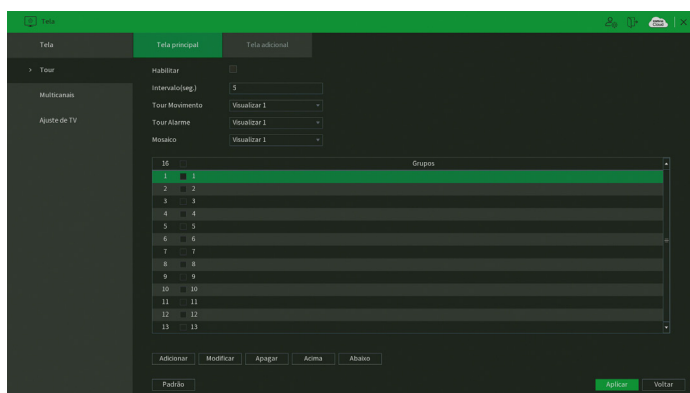 Tela
Tela
Tela principal
Tela adicional
> Tour
Multicanais
Ajuste de TV
Habilitar
Intervalo(seg.) 5
Tour Movimento Visualizar 1
Tour Alarme Visualizar 1
Mosaico Visualizar 1
16 Grupos
1 1
2 2
3 3
4 4
5 5
6 6
7 7
8 8
9 9
10 10
11 11
12 12
13 13
Adicionar Modificar Apagar Acima Abaixo
Padrão
Aplicar Voltar